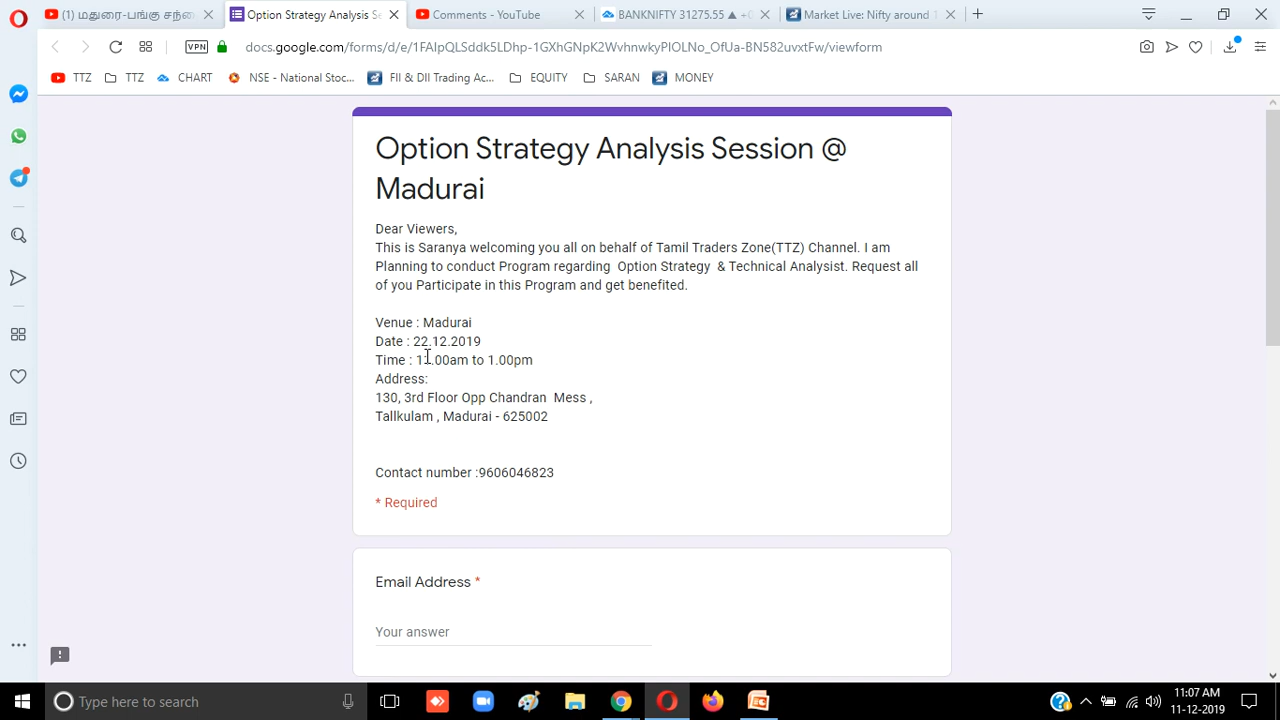 (1) மதுரை-பங்கு சந்தை
Option Strategy Analysis Se
Comments - YouTube
BANKNIFTY 31275.55 ▲ +0
Market Live: Nifty around 1
VPN
docs.google.com/forms/d/e/1FAIpQLSddk5LDhp-1GXhGNpK2WvhnwkyPIOLNo_OfUa-BN582uvxtFw/viewform
TTZ
TTZ
CHART
NSE - National Stoc...
FII & DII Trading Ac...
EQUITY
SARAN
MONEY
Option Strategy Analysis Session @
Madurai
Dear Viewers,
This is Saranya welcoming you all on behalf of Tamil Traders Zone(TTZ) Channel. I am
Planning to conduct Program regarding Option Strategy & Technical Analysist. Request all
of you Participate in this Program and get benefited.
Venue : Madurai
Date : 22.12.2019
Time : 11.00am to 1.00pm
Address:
130, 3rd Floor Opp Chandran Mess ,
Tallkulam , Madurai - 625002
Contact number :9606046823
* Required
Email Address *
Your answer
Type here to search
11:07 AM
11-12-2019